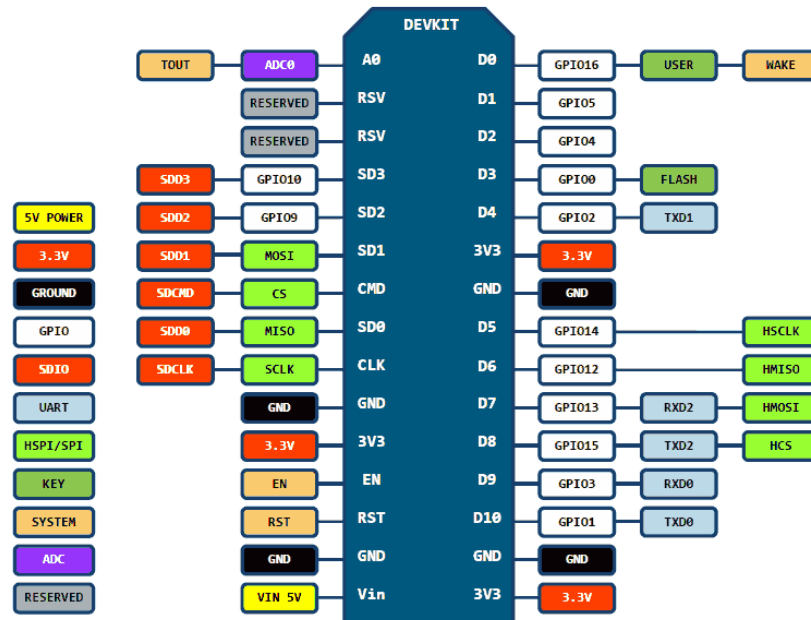 DEVKIT
TOUT ADC0 A0 D0 GPIO16 USER WAKE
RESERVED RSV D1 GPIO5
RESERVED RSV D2 GPIO4
SDD3 GPIO10 SD3 D3 GPIO0 FLASH
5V POWER SDD2 GPIO9 SD2 D4 GPIO2 TXD1
3.3V SDD1 MOSI SD1 3V3 3.3V
GROUND SDCMD CS CMD GND GND
GPIO SDD0 MISO SD0 D5 GPIO14 HSCLK
SDIO SDCLK SCLK CLK D6 GPIO12 HMISO
UART GND GND D7 GPIO13 RXD2 HMOSI
HSPI/SPI 3.3V 3V3 D8 GPIO15 TXD2 HCS
KEY EN EN D9 GPIO3 RXD0
SYSTEM RST RST D10 GPIO1 TXD0
ADC GND GND GND GND
RESERVED VIN 5V Vin 3V3 3.3V